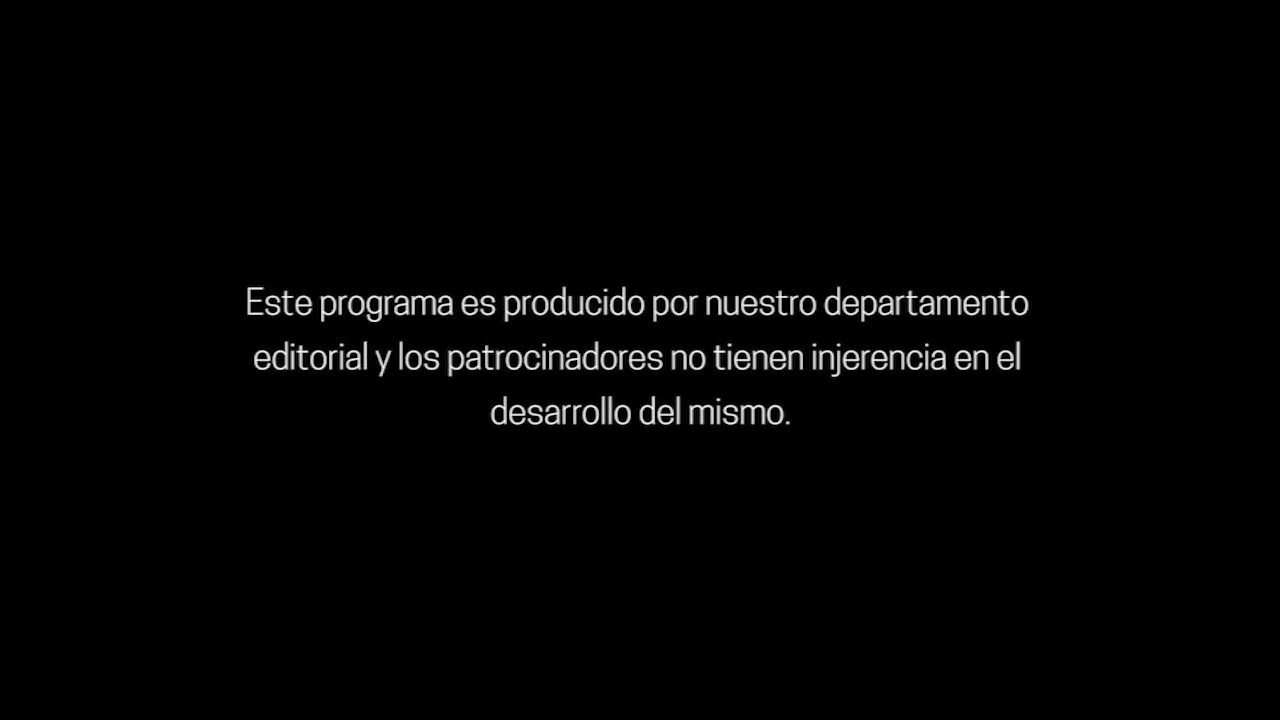 Este programa es producido por nuestro departamento
editorial y los patrocinadores no tienen injerencia en el
desarrollo del mismo.